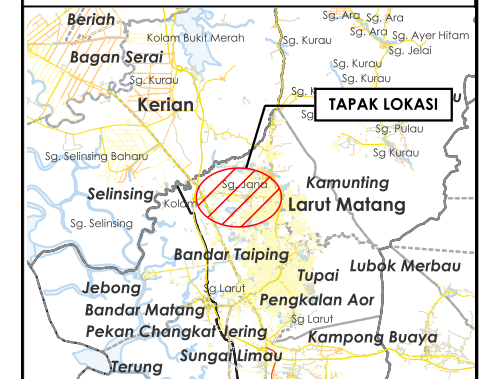 Beriah
Sg. Ara
Sg. Ara
Kolam Bukit Merah
Sg. Kurau
Sg. Ara
Sg. Ayer Hitam
Sg. Jelai
Bagan Serai
Sg. Kurau
Sg. Kurau
Sg. Kurau
Kerian
TAPAK LOKASI
Sg. Pulau
Sg Kurau
Sg. Selinsing Baharu
Selinsing
Sg. Jana
Kamunting
Kolam
Larut Matang
Sg. Selinsing
Bandar Taiping
Tupai
Lubok Merbau
Jebong
Sg Larut
Pengkalan Aor
Bandar Matang
Sg Larut
Pekan Changkat Jering
Kampong Buaya
Sungai Limau
Terung